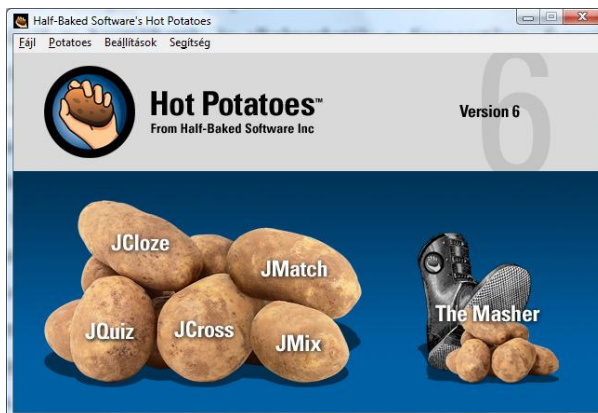 Half-Baked Software's Hot Potatoes
Fájl Potatoes Beállítások Segítség
6
Hot Potatoes™
From Half-Baked Software Inc
Version 6
JCloze
JMatch
JQuiz
JCross
JMix
The Masher